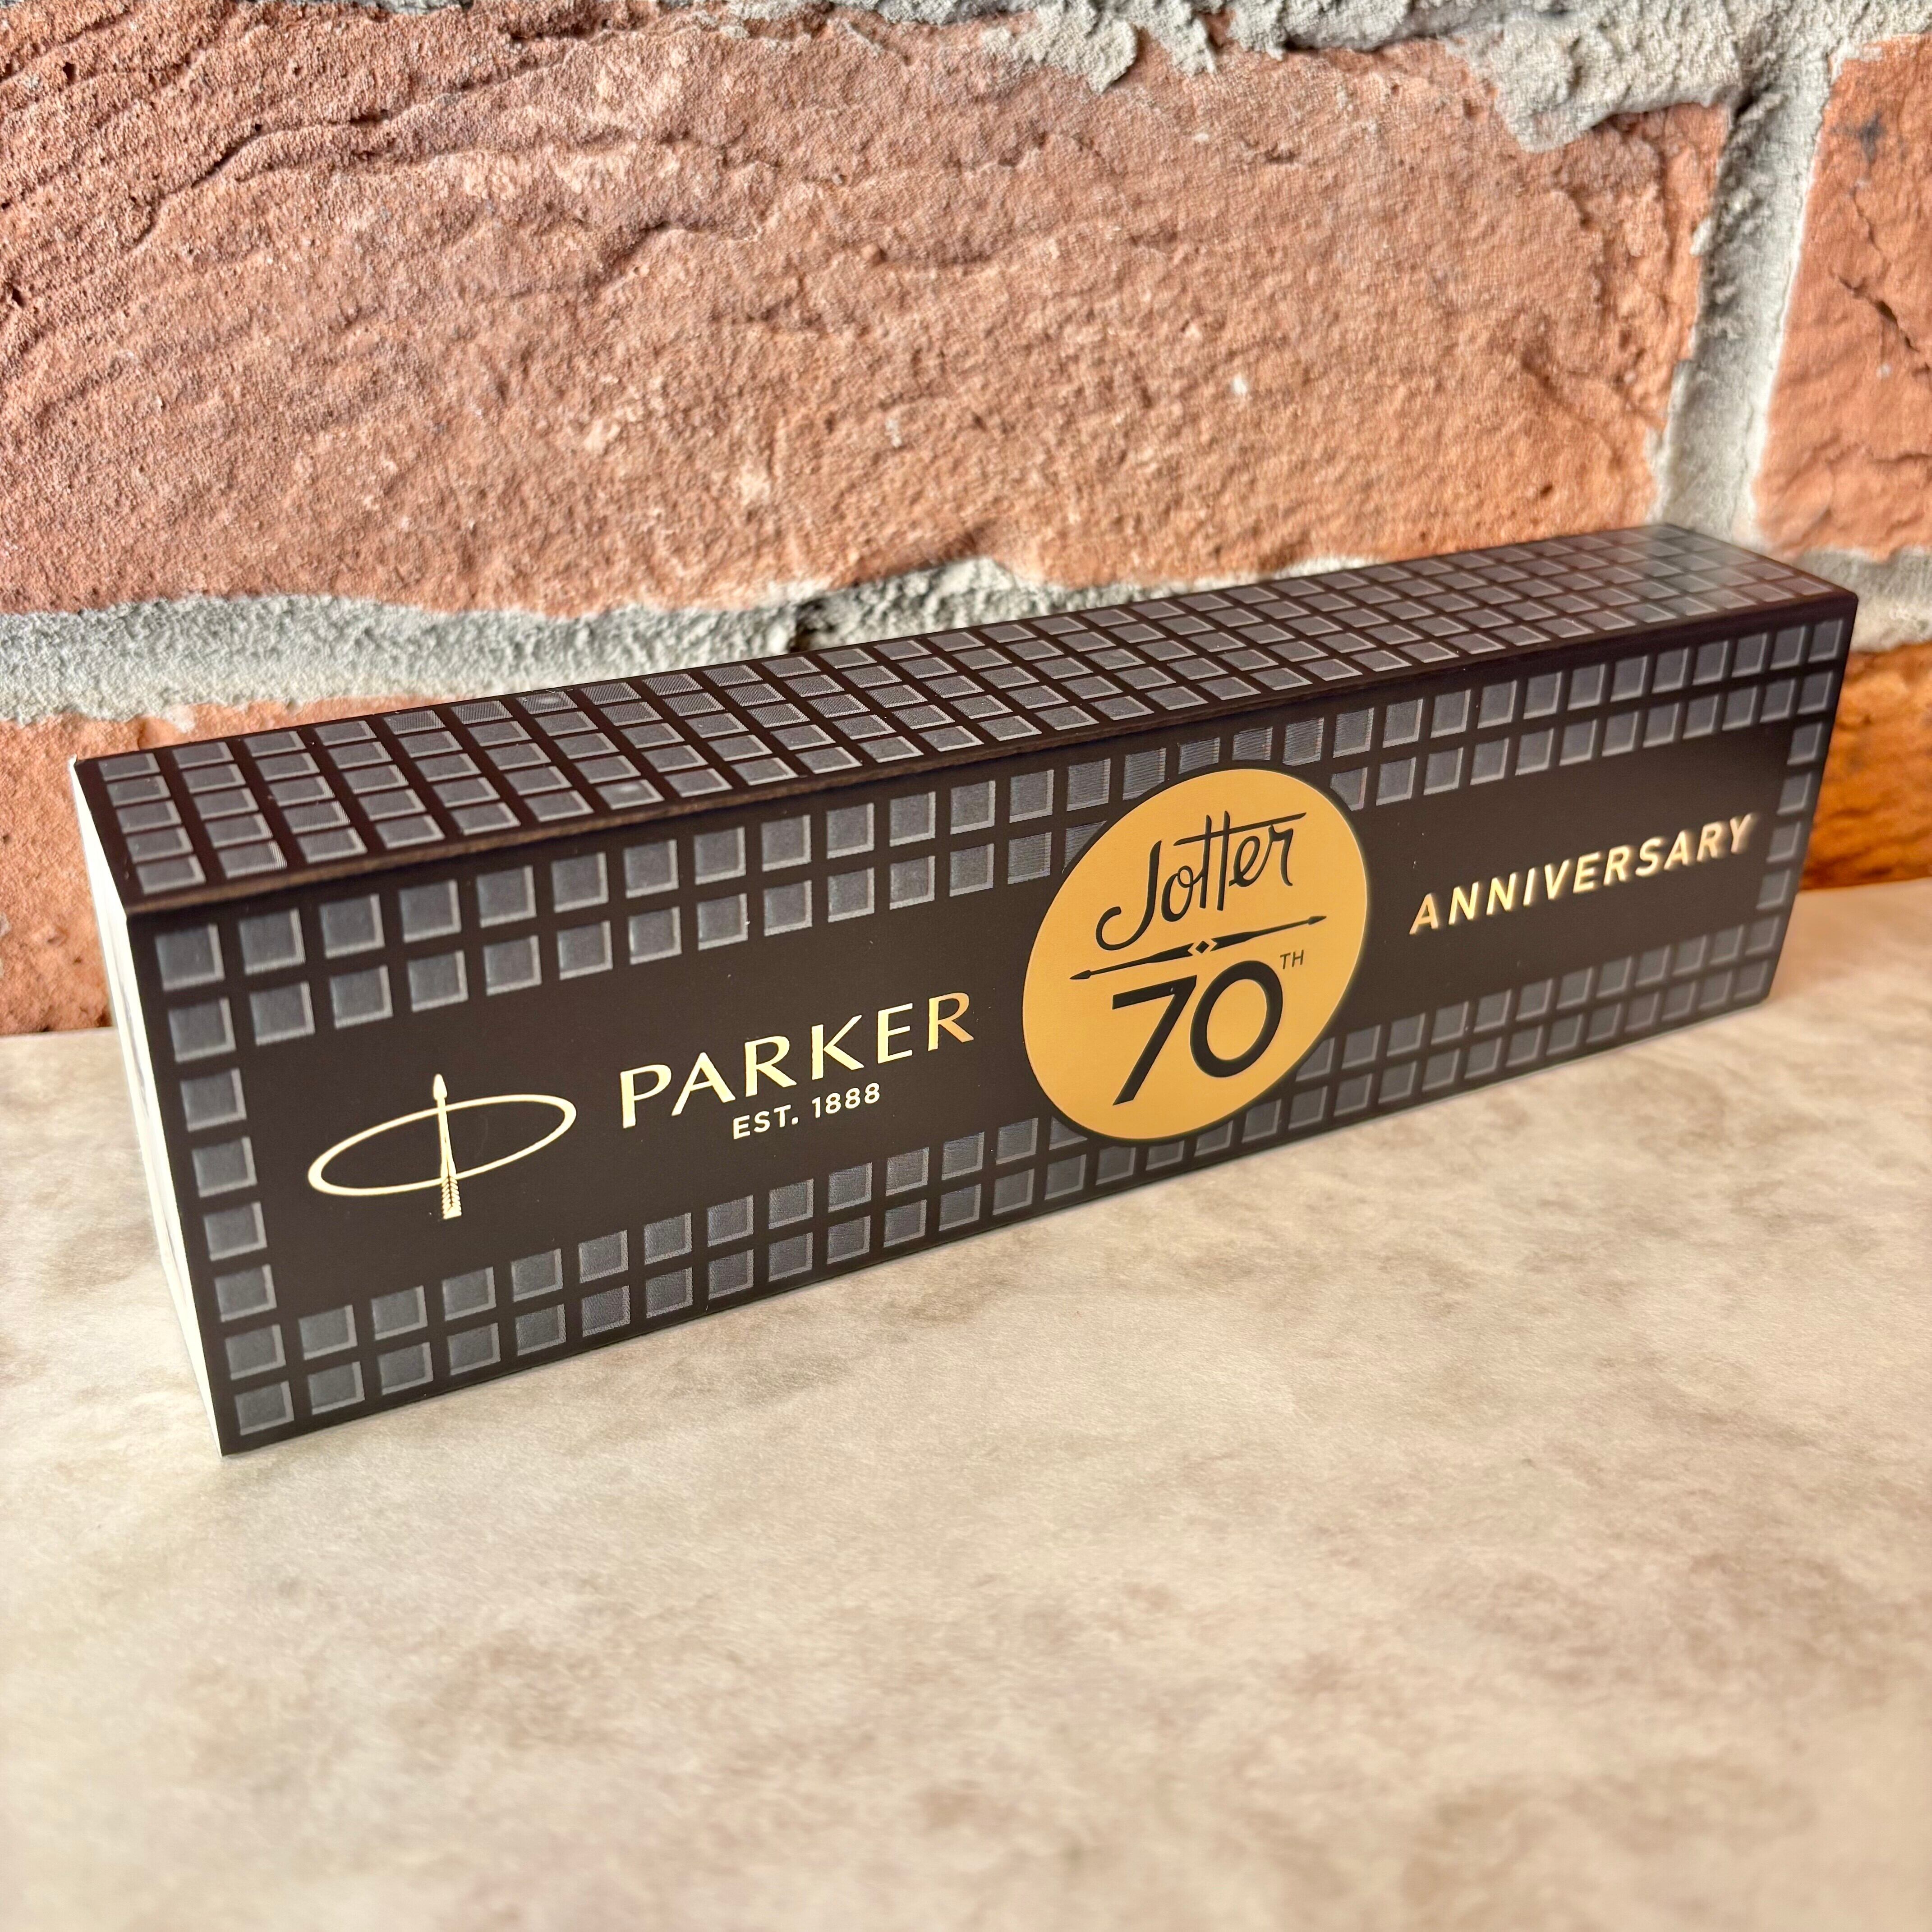 PARKER
EST. 1888
Jotter
70TH
ANNIVERSARY